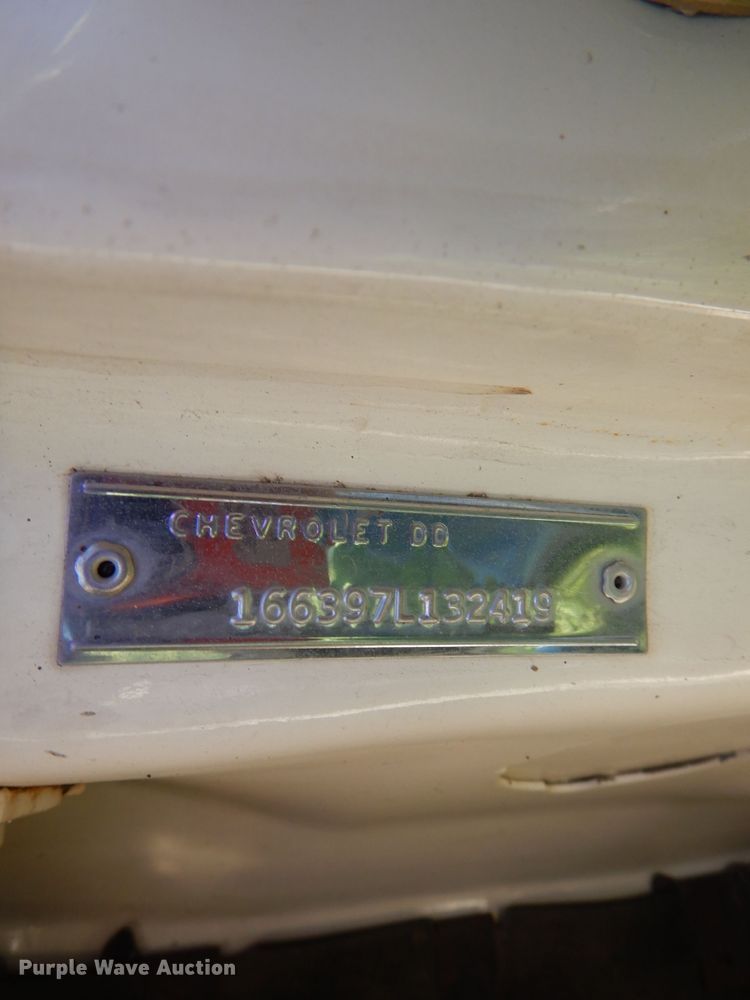 CHEVROLET DD
166397L132419
Purple Wave Auction